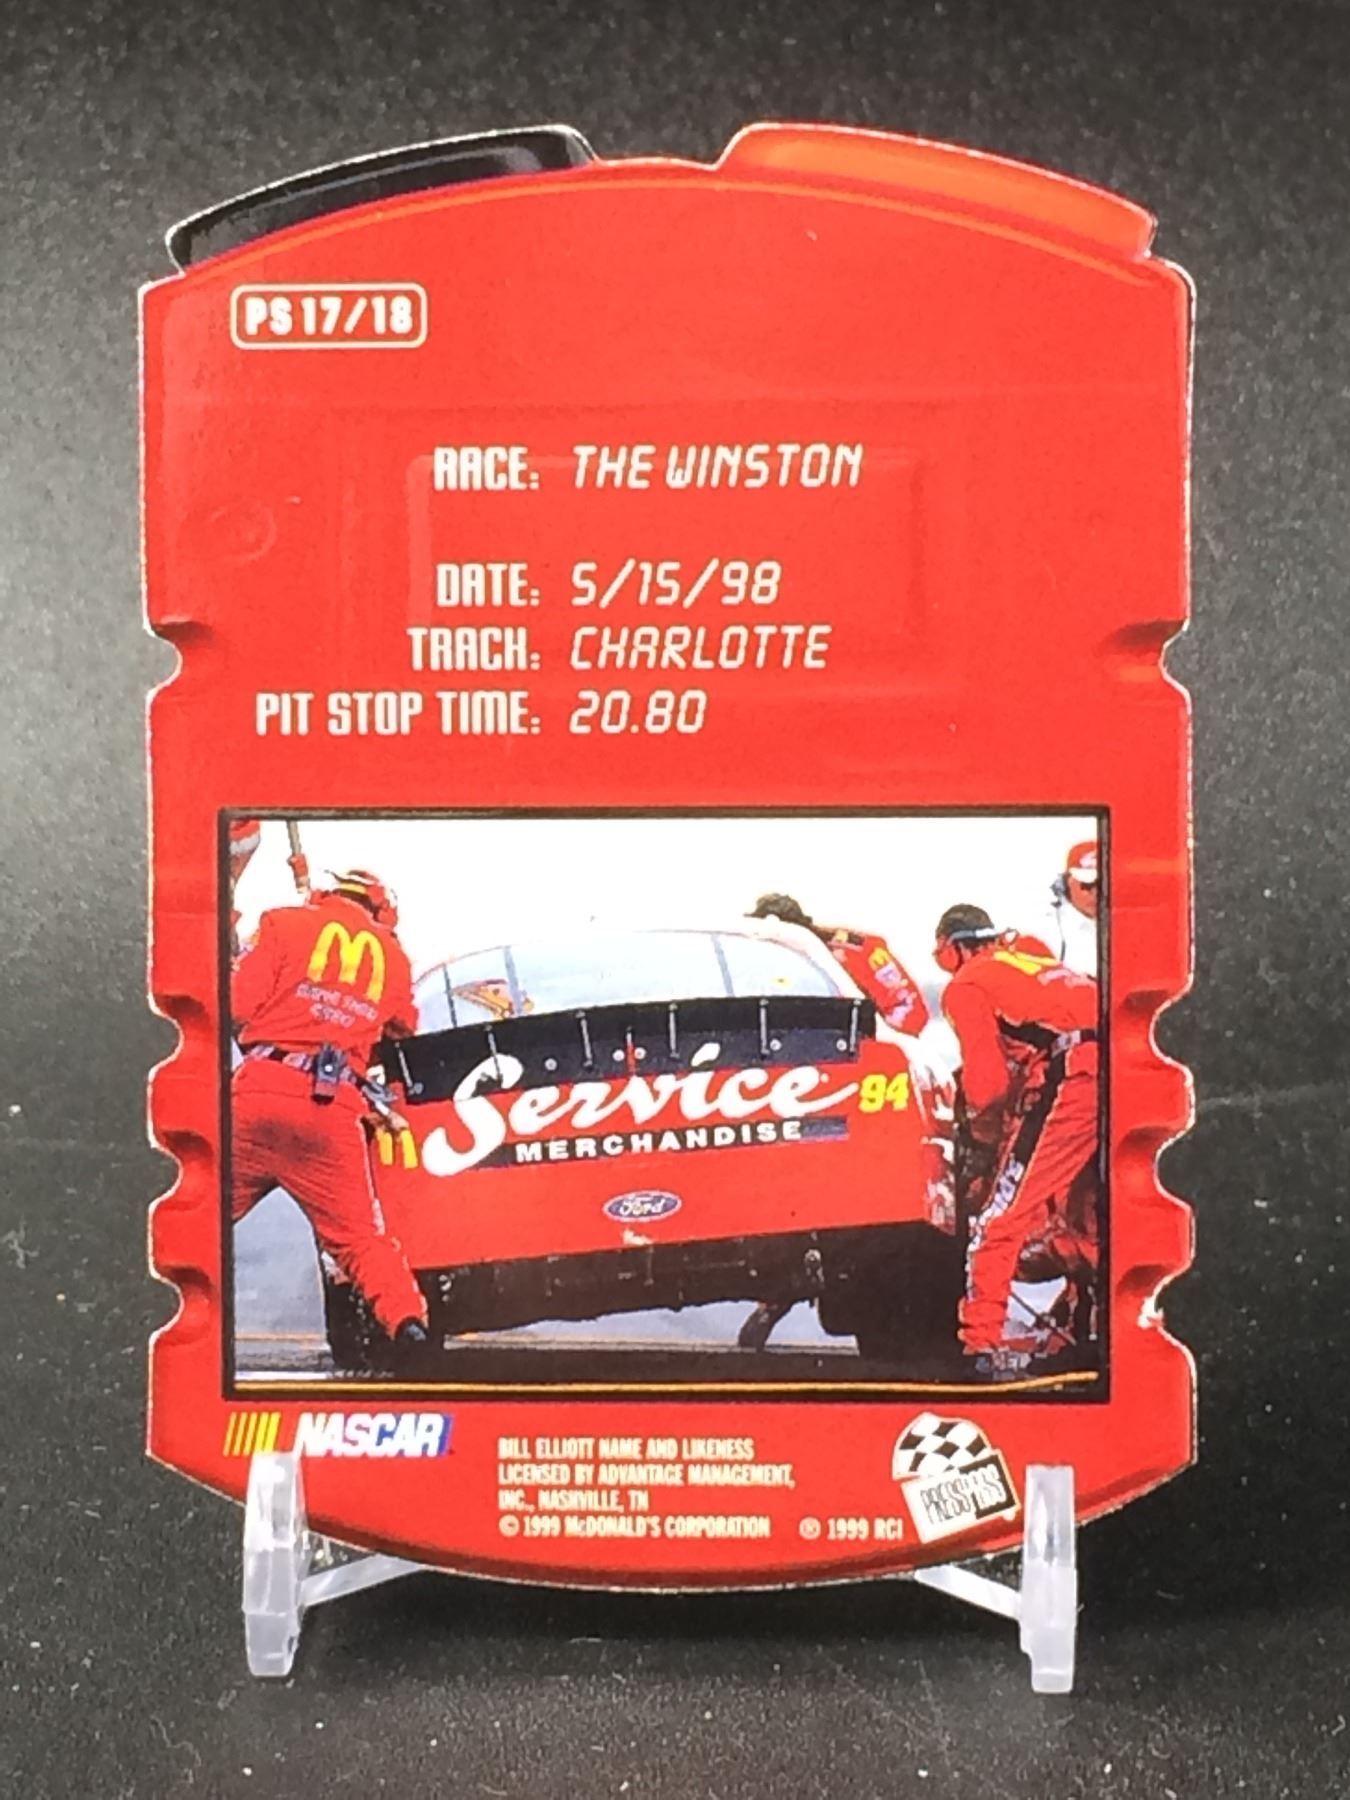 PS 17/18
RACE: THE WINSTON
DATE: 5/15/98
TRACK: CHARLOTTE
PIT STOP TIME: 20.80
Service
94
MERCHANDISE
Ford
NASCAR
BILL ELLIOTT NAME AND LIKENESS
LICENSED BY ADVANTAGE MANAGEMENT,
INC., NASHVILLE, TN
© 1999 McDONALD'S CORPORATION
® 1999 RCI
PRESS PASS